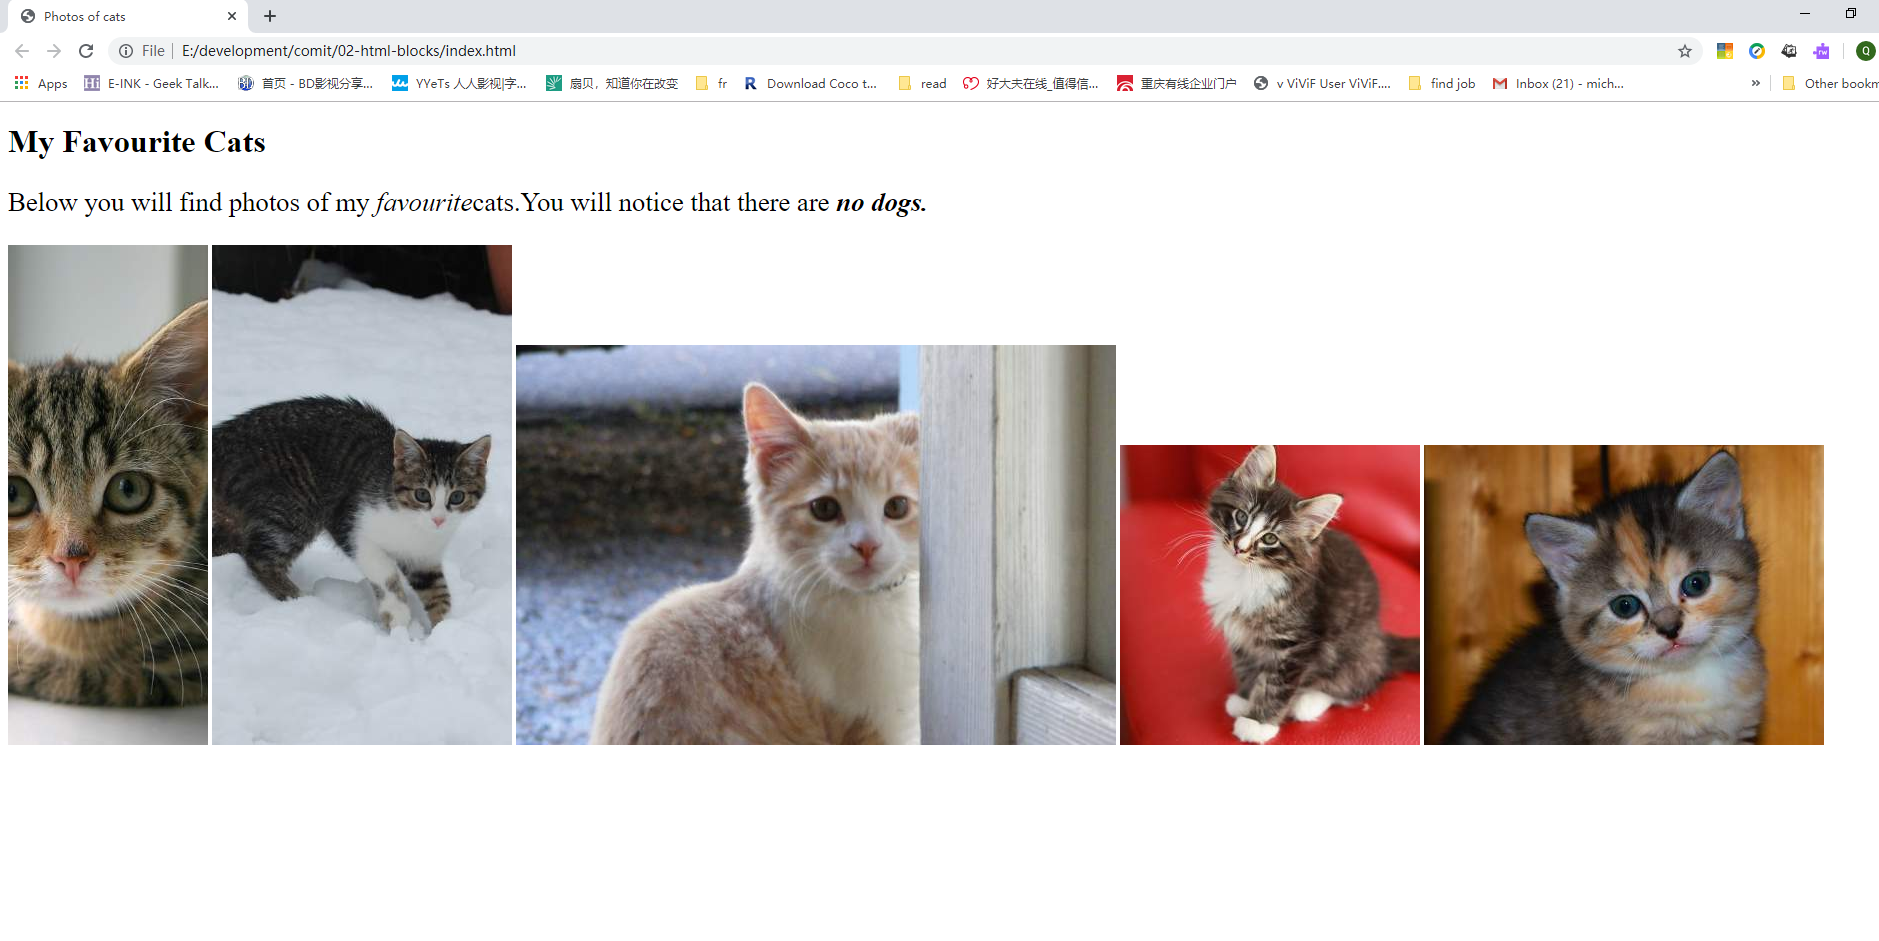 Photos of cats
File | E:/development/comit/02-html-blocks/index.html
Q
Apps Hi E-INK - Geek Talk... BD 首页 - BD影视分享... YYeTs 人人影视|字... 扇贝，知道你在改变 fr R Download Coco t... read 好大夫在线_值得信... 重庆有线企业门户 v ViViF User ViViF.... find job Inbox (21) - mich... » Other bookm
My Favourite Cats
Below you will find photos of my favouritecats.You will notice that there are no dogs.